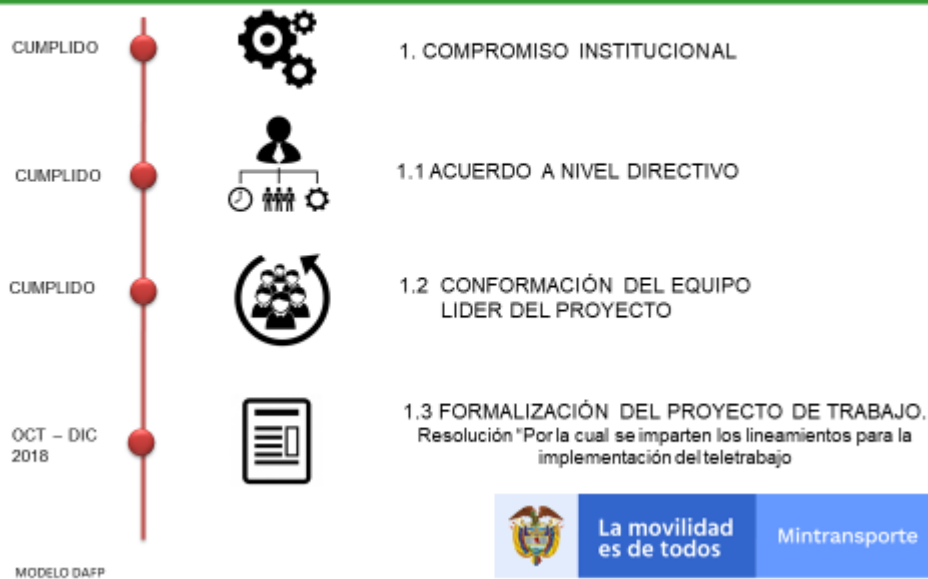 CUMPLIDO
1. COMPROMISO INSTITUCIONAL
CUMPLIDO
1.1 ACUERDO A NIVEL DIRECTIVO
CUMPLIDO
1.2 CONFORMACIÓN DEL EQUIPO
LIDER DEL PROYECTO
OCT – DIC
2018
1.3 FORMALIZACIÓN DEL PROYECTO DE TRABAJO.
Resolución "Por la cual se imparten los lineamientos para la
implementación del teletrabajo
La movilidad
es de todos
Mintransporte
MODELO DAFP